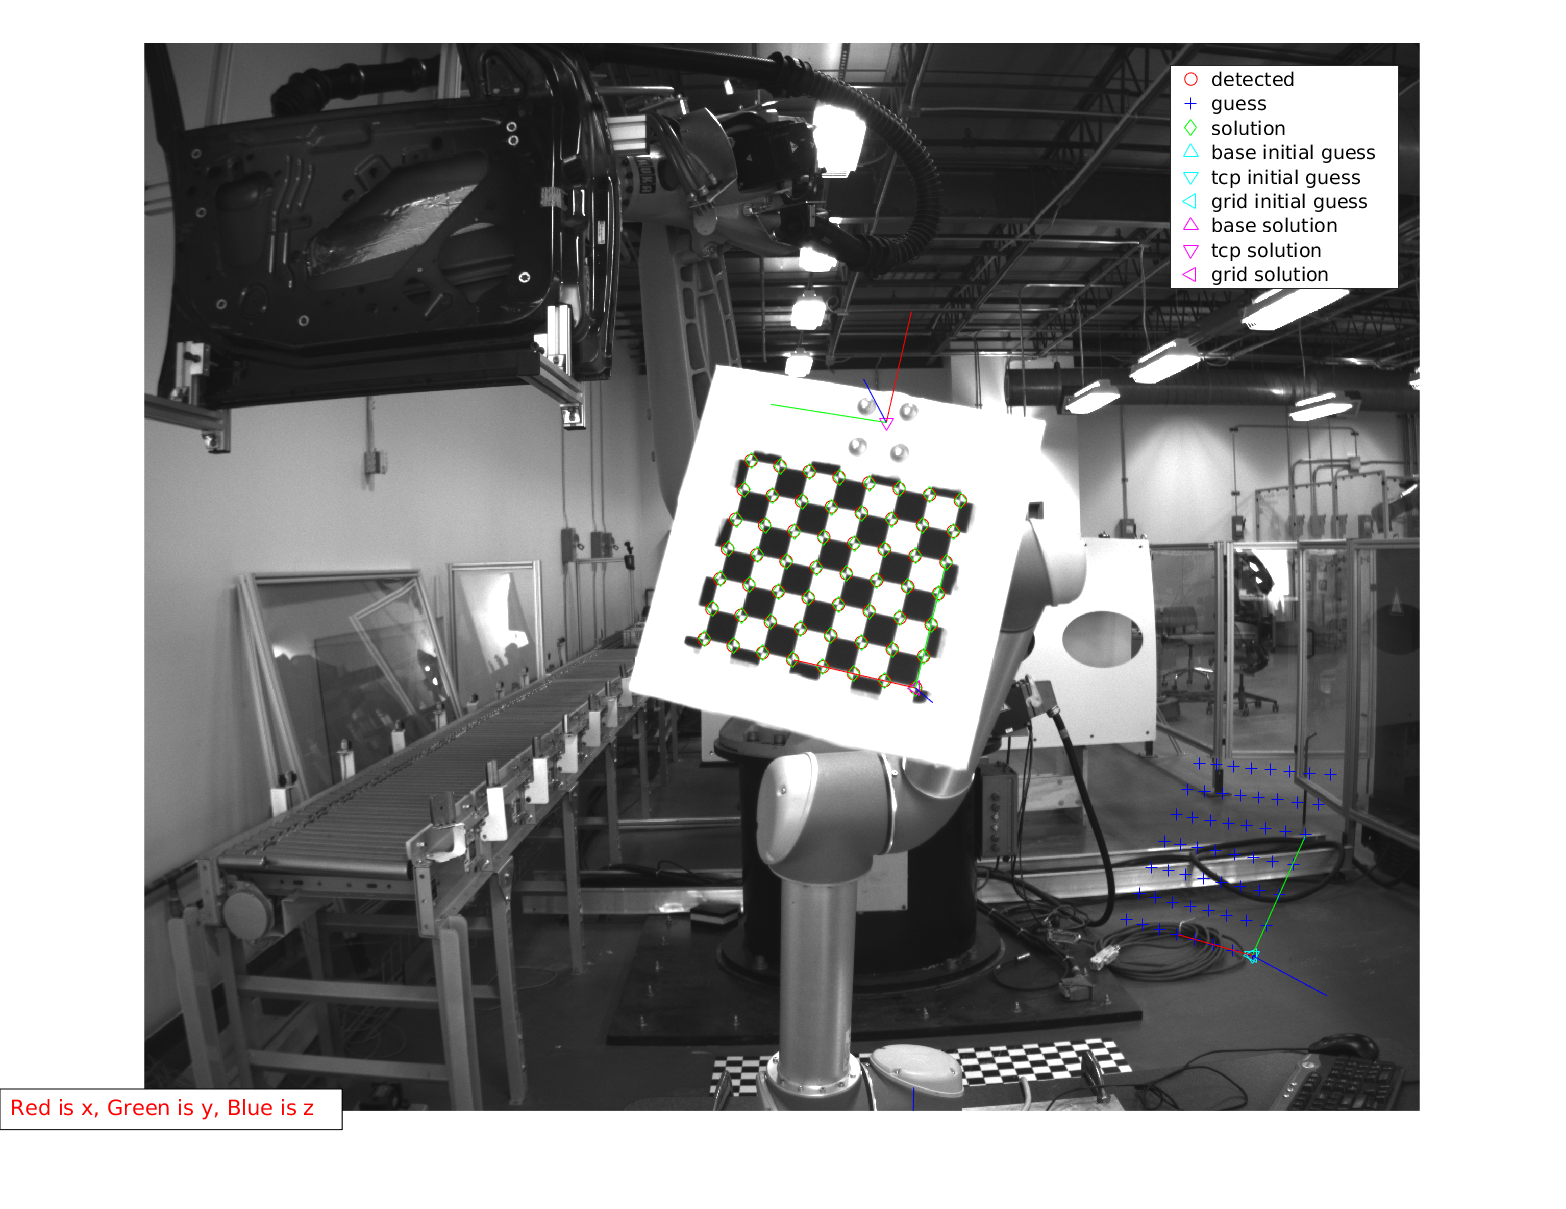 detected
guess
solution
base initial guess
tcp initial guess
grid initial guess
base solution
tcp solution
grid solution
Red is x, Green is y, Blue is z